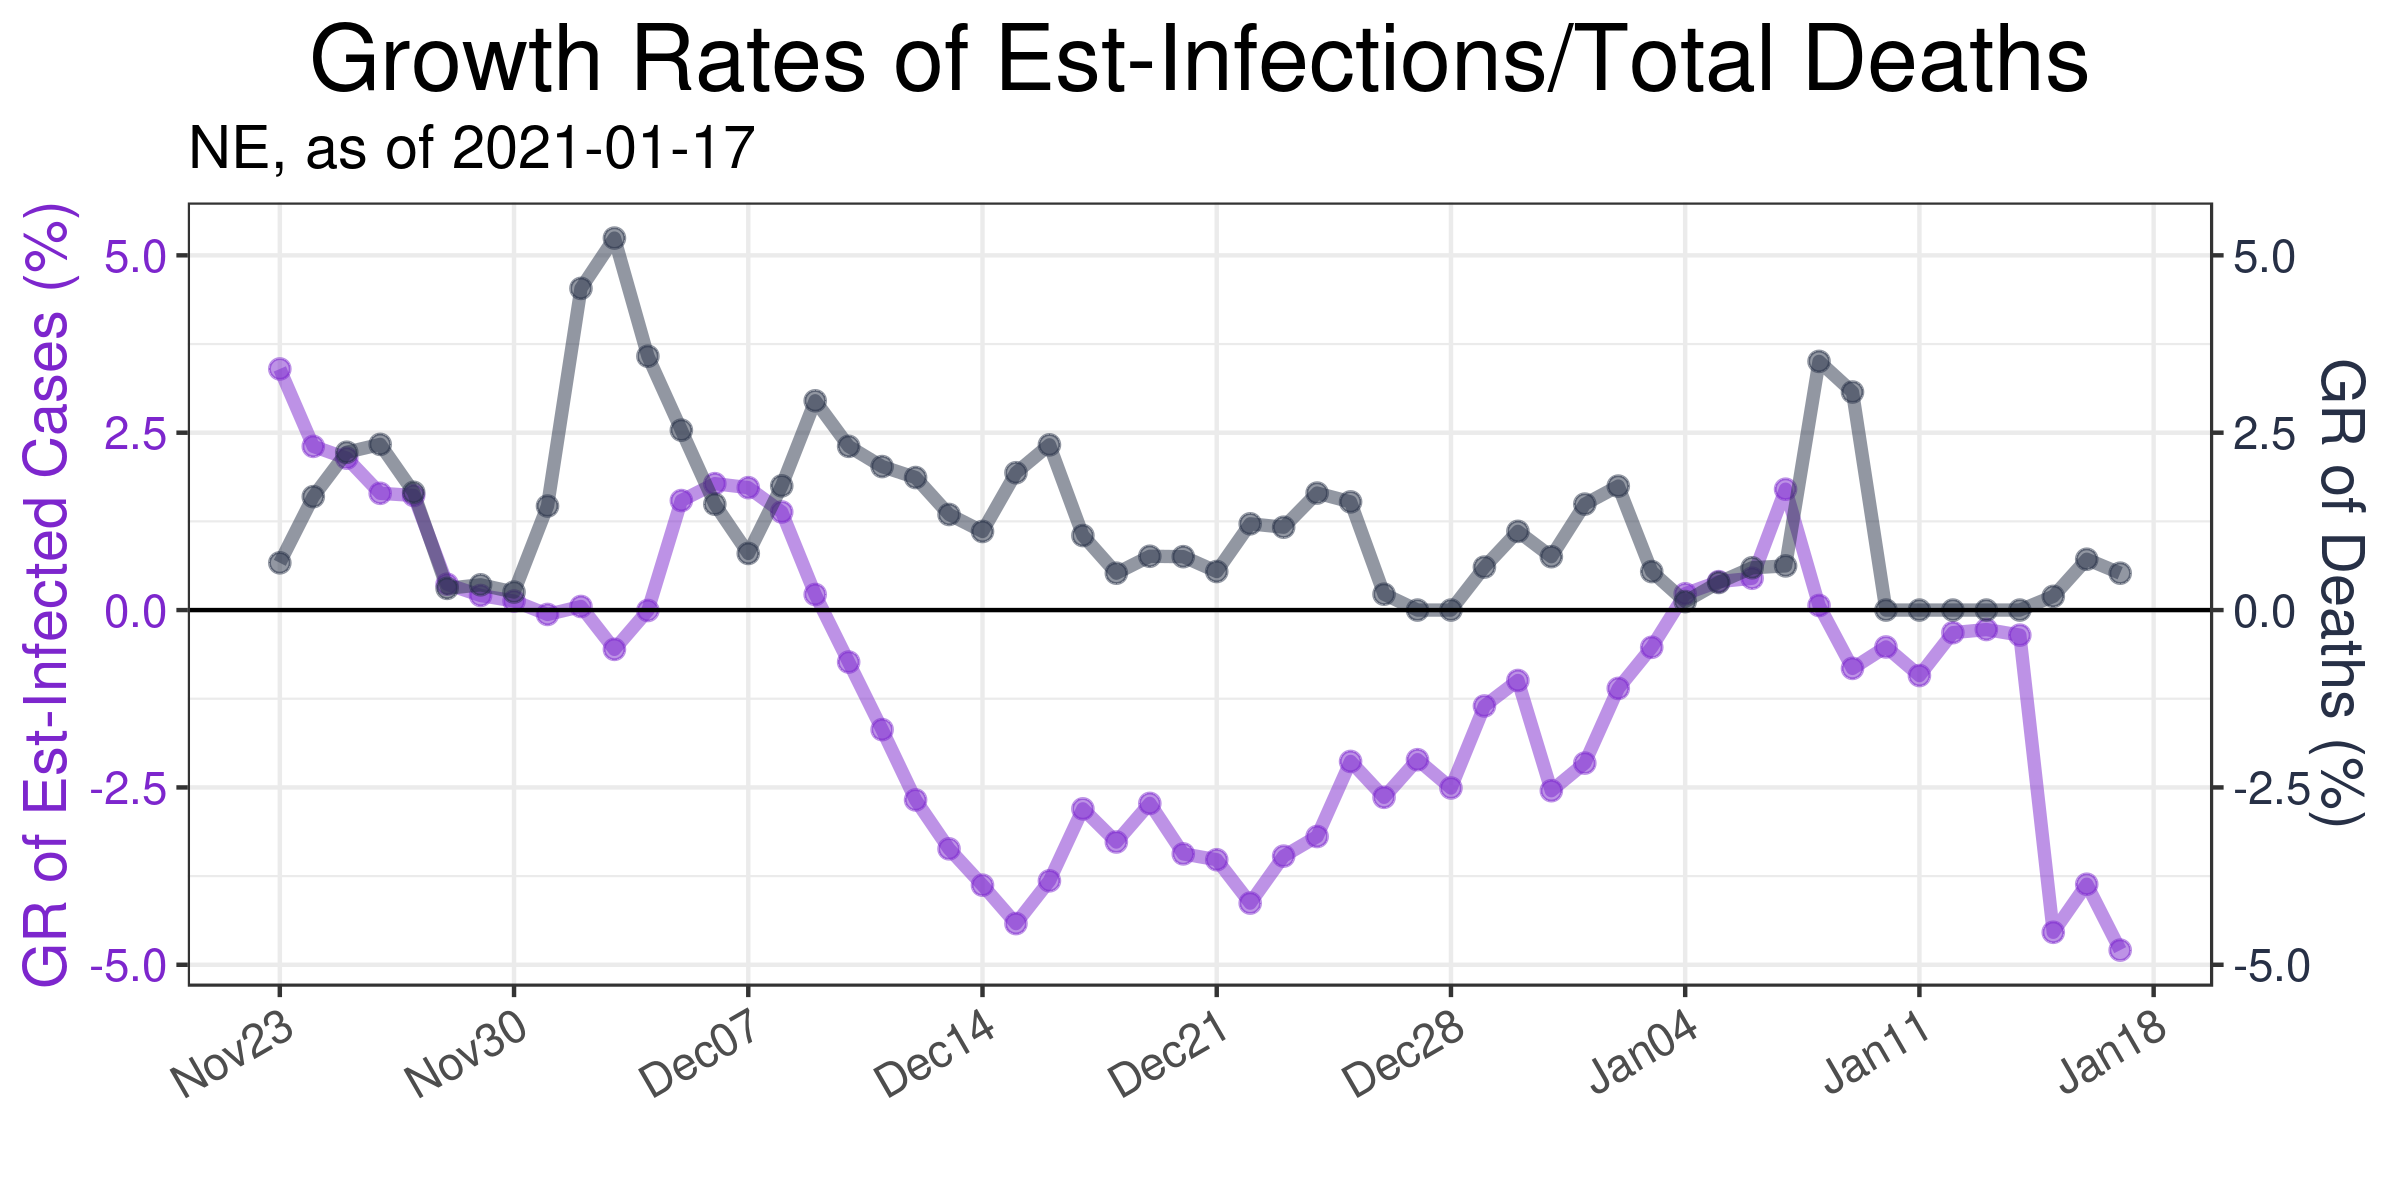 Growth Rates of Est-Infections/Total Deaths
NE, as of 2021-01-17
GR of Est-Infected Cases (%)
5.0
2.5
0.0
-2.5
-5.0
5.0
2.5
0.0
-2.5
-5.0
GR of Deaths (%)
Nov23
Nov30
Dec07
Dec14
Dec21
Dec28
Jan04
Jan11
Jan18